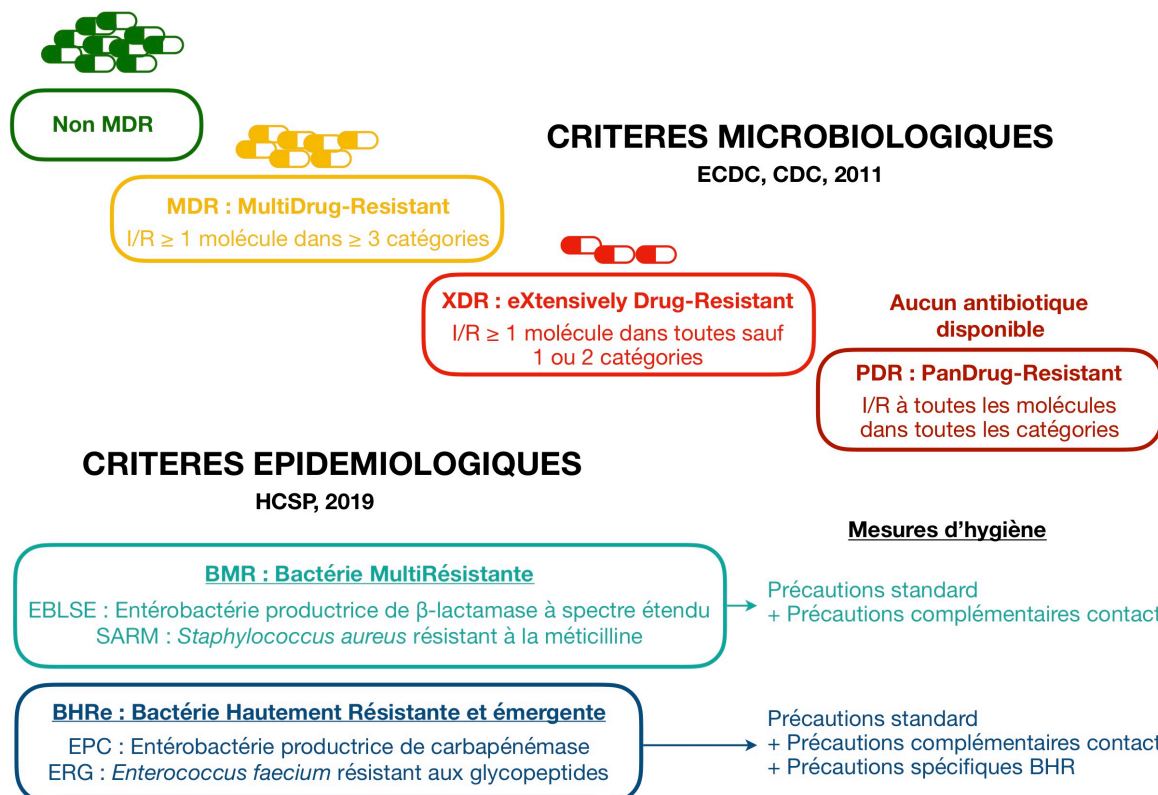 Non MDR
CRITERES MICROBIOLOGIQUES
ECDC, CDC, 2011
MDR : MultiDrug-Resistant
I/R ≥ 1 molécule dans ≥ 3 catégories
XDR : eXtensively Drug-Resistant
I/R ≥ 1 molécule dans toutes sauf
1 ou 2 catégories
Aucun antibiotique
disponible
PDR : PanDrug-Resistant
I/R à toutes les molécules
dans toutes les catégories
CRITERES EPIDEMIOLOGIQUES
HCSP, 2019
Mesures d’hygiène
BMR : Bactérie MultiRésistante
EBLSE : Entérobactérie productrice de β-lactamase à spectre étendu
SARM : Staphylococcus aureus résistant à la méticilline
Précautions standard
+ Précautions complémentaires contact
BHRe : Bactérie Hautement Résistante et émergente
EPC : Entérobactérie productrice de carbapénémase
ERG : Enterococcus faecium résistant aux glycopeptides
Précautions standard
+ Précautions complémentaires contact
+ Précautions spécifiques BHR